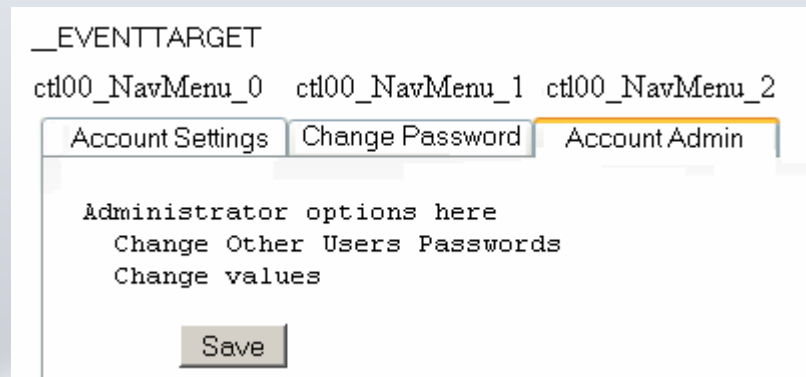 __EVENTTARGET
ctl00_NavMenu_0 ctl00_NavMenu_1 ctl00_NavMenu_2
Account Settings Change Password Account Admin
Administrator options here
Change Other Users Passwords
Change values
Save